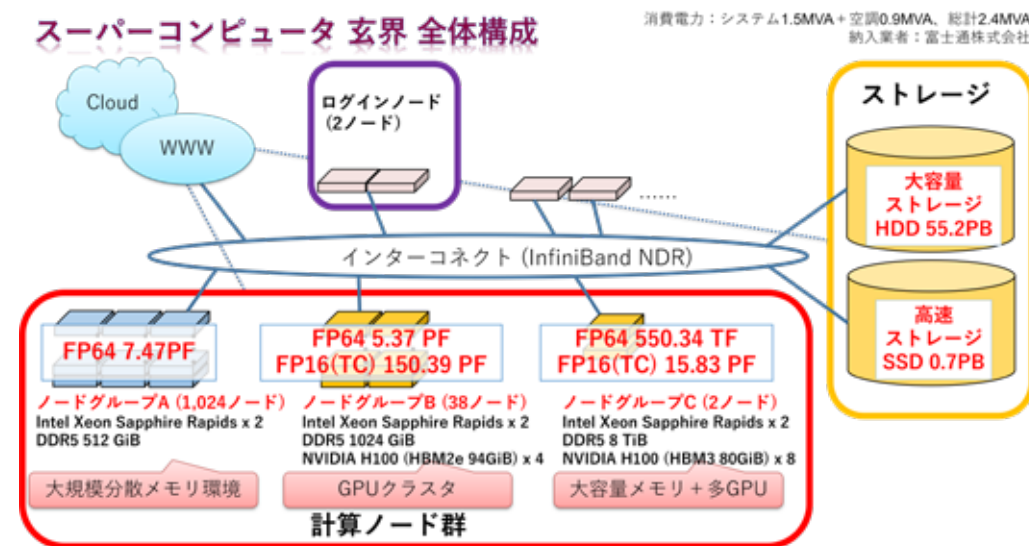 スーパーコンピュータ 玄界 全体構成
消費電力：システム1.5MVA＋空調0.9MVA、総計2.4MVA
納入業者：富士通株式会社
Cloud
WWW
ログインノード
(2ノード)
......
ストレージ
大容量
ストレージ
HDD 55.2PB
高速
ストレージ
SSD 0.7PB
インターコネクト (InfiniBand NDR)
FP64 7.47PF
ノードグループA (1,024ノード)
Intel Xeon Sapphire Rapids x 2
DDR5 512 GiB
大規模分散メモリ環境
FP64 5.37 PF
FP16(TC) 150.39 PF
ノードグループB (38ノード)
Intel Xeon Sapphire Rapids x 2
DDR5 1024 GiB
NVIDIA H100 (HBM2e 94GiB) x 4
GPUクラスタ
FP64 550.34 TF
FP16(TC) 15.83 PF
ノードグループC (2ノード)
Intel Xeon Sapphire Rapids x 2
DDR5 8 TiB
NVIDIA H100 (HBM3 80GiB) x 8
大容量メモリ＋多GPU
計算ノード群